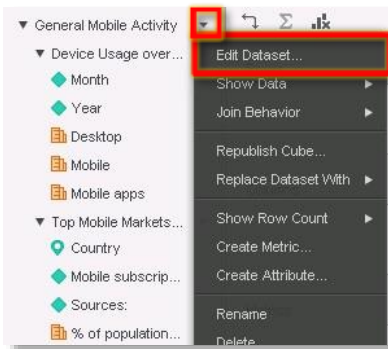 General Mobile Activity
Device Usage over...
Month
Year
Desktop
Mobile
Mobile apps
Top Mobile Markets...
Country
Mobile subscrip...
Sources:
% of population...
Edit Dataset...
Show Data
Join Behavior
Republish Cube...
Replace Dataset With
Show Row Count
Create Metric...
Create Attribute...
Rename
Delete